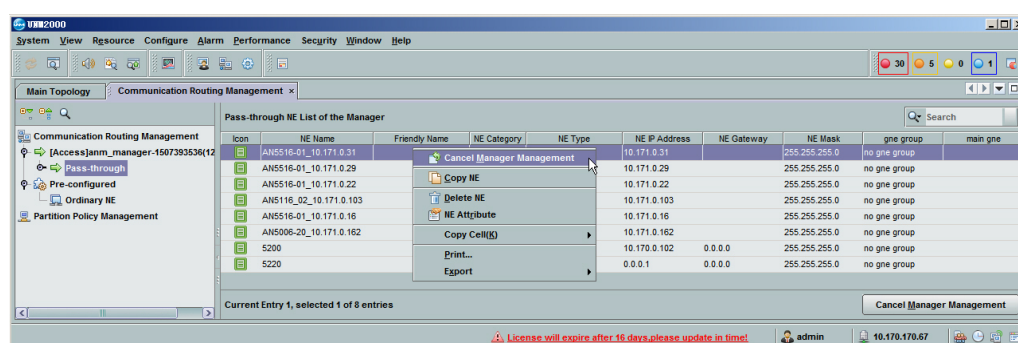 UNM2000
System View Resource Configure Alarm Performance Security Window Help
30 5 0 1
Main Topology Communication Routing Management ×
Pass-through NE List of the Manager
Search
Communication Routing Management
[Access]anm_manager-1507393536(12
Pass-through
Pre-configured
Ordinary NE
Partition Policy Management
Icon NE Name Friendly Name NE Category NE Type NE IP Address NE Gateway NE Mask gne group main gne
AN5516-01_10.171.0.31 10.171.0.31 255.255.255.0 no gne group
AN5516-01_10.171.0.29 10.171.0.29 255.255.255.0 no gne group
AN5516-01_10.171.0.22 10.171.0.22 255.255.255.0 no gne group
AN5116_02_10.171.0.103 10.171.0.103 255.255.255.0 no gne group
AN5516-01_10.171.0.16 10.171.0.16 255.255.255.0 no gne group
AN5006-20_10.171.0.162 10.171.0.162 255.255.255.0 no gne group
5200 10.170.0.102 0.0.0.0 255.255.255.0 no gne group
5220 0.0.0.1 0.0.0.0 255.255.255.0 no gne group
Cancel Manager Management
Copy NE
Delete NE
NE Attribute
Copy Cell(K)
Print...
Export
Current Entry 1, selected 1 of 8 entries
Cancel Manager Management
License will expire after 16 days,please update in time!
admin
10.170.170.67